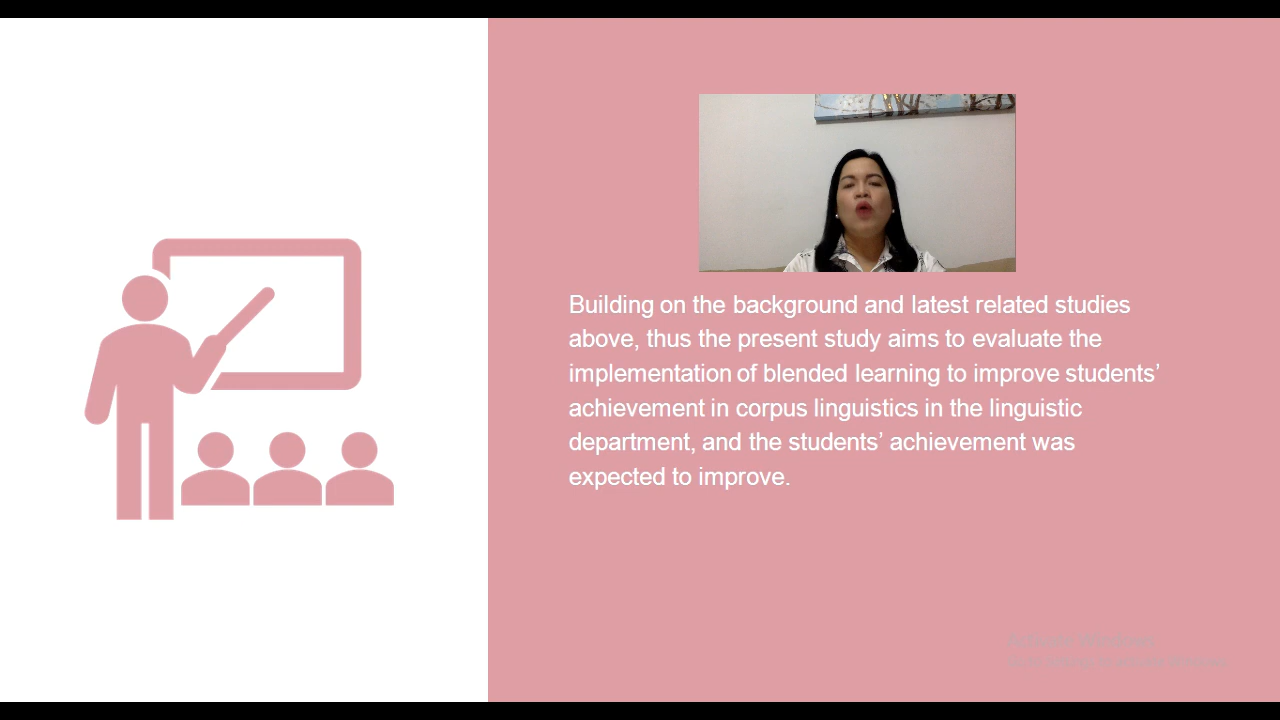 Building on the background and latest related studies
above, thus the present study aims to evaluate the
implementation of blended learning to improve students’
achievement in corpus linguistics in the linguistic
department, and the students’ achievement was
expected to improve.